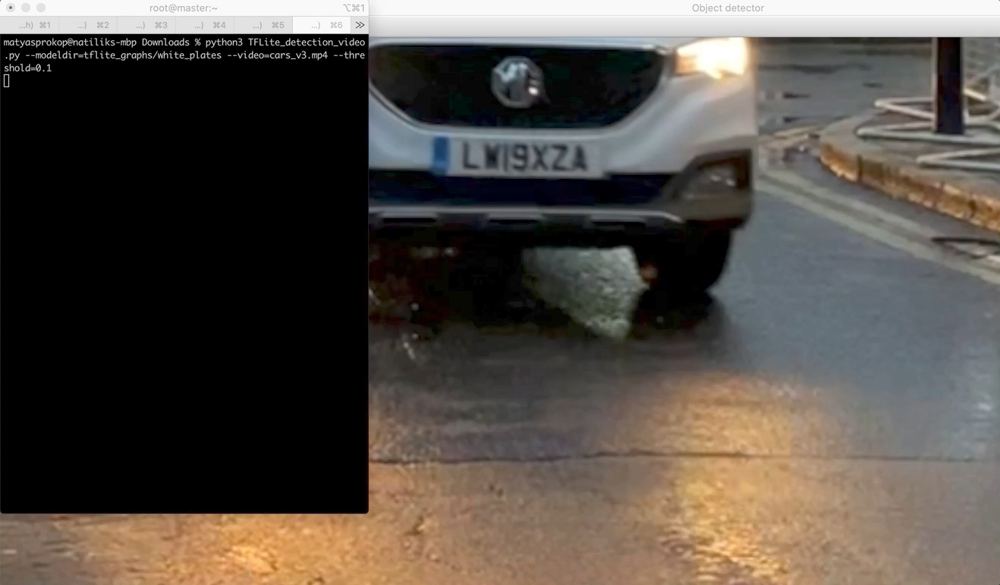 root@master:~
⌥⌘1
Object detector
...h) ⌘1
...) ⌘2
...) ⌘3
...) ⌘4
...) ⌘5
...) ⌘6
matyasprokop@natiliks-mbp Downloads % python3 TFLite_detection_video
.py --modeldir=tflite_graphs/white_plates --video=cars_v3.mp4 --thre
shold=0.1
LW19XZA